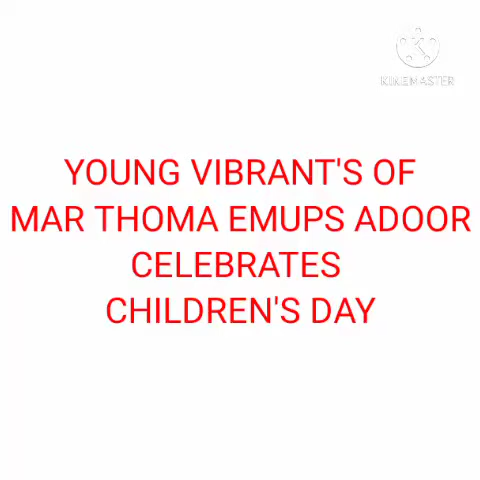 KINEMASTER
YOUNG VIBRANT'S OF
MAR THOMA EMUPS ADOOR
CELEBRATES
CHILDREN'S DAY